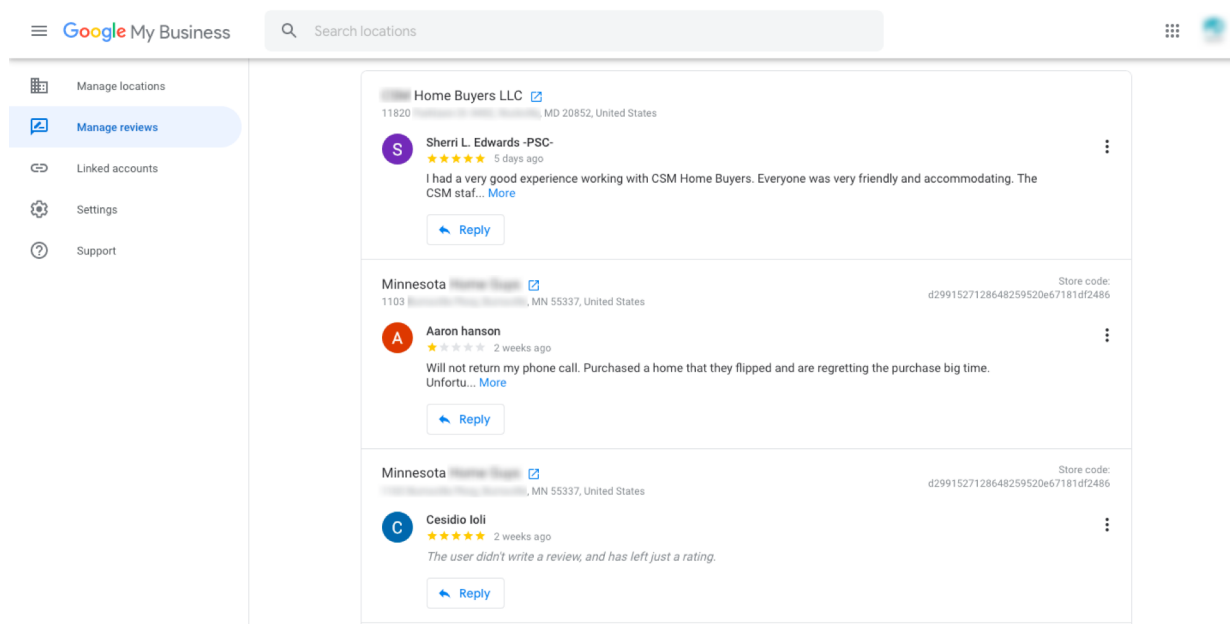 Google My Business
Search locations
Manage locations
Manage reviews
Linked accounts
Settings
Support
Home Buyers LLC
11820 , MD 20852, United States
S
Sherri L. Edwards -PSC-
5 days ago
I had a very good experience working with CSM Home Buyers. Everyone was very friendly and accommodating. The
CSM staf... More
Reply
Minnesota
Store code:
1103 , MN 55337, United States
d2991527128648259520e67181df2486
A
Aaron hanson
2 weeks ago
Will not return my phone call. Purchased a home that they flipped and are regretting the purchase big time.
Unfortu... More
Reply
Minnesota
Store code:
, MN 55337, United States
d2991527128648259520e67181df2486
C
Cesidio Ioli
2 weeks ago
The user didn't write a review, and has left just a rating.
Reply